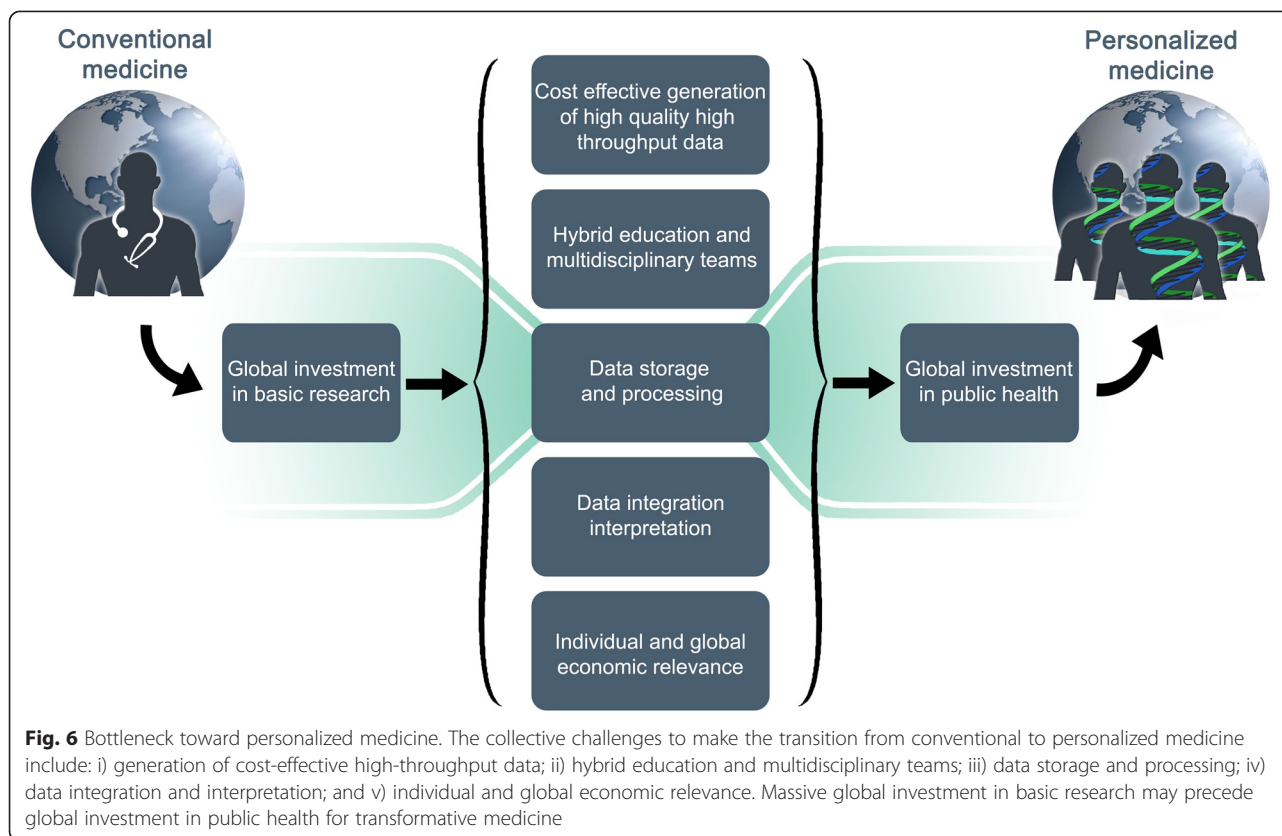 Conventional
medicine
Personalized
medicine
Cost effective generation
of high quality high
throughput data
Hybrid education and
multidisciplinary teams
Global investment
in basic research
Data storage
and processing
Global investment
in public health
Data integration
interpretation
Individual and global
economic relevance
Fig. 6 Bottleneck toward personalized medicine. The collective challenges to make the transition from conventional to personalized medicine
include: i) generation of cost-effective high-throughput data; ii) hybrid education and multidisciplinary teams; iii) data storage and processing; iv)
data integration and interpretation; and v) individual and global economic relevance. Massive global investment in basic research may precede
global investment in public health for transformative medicine